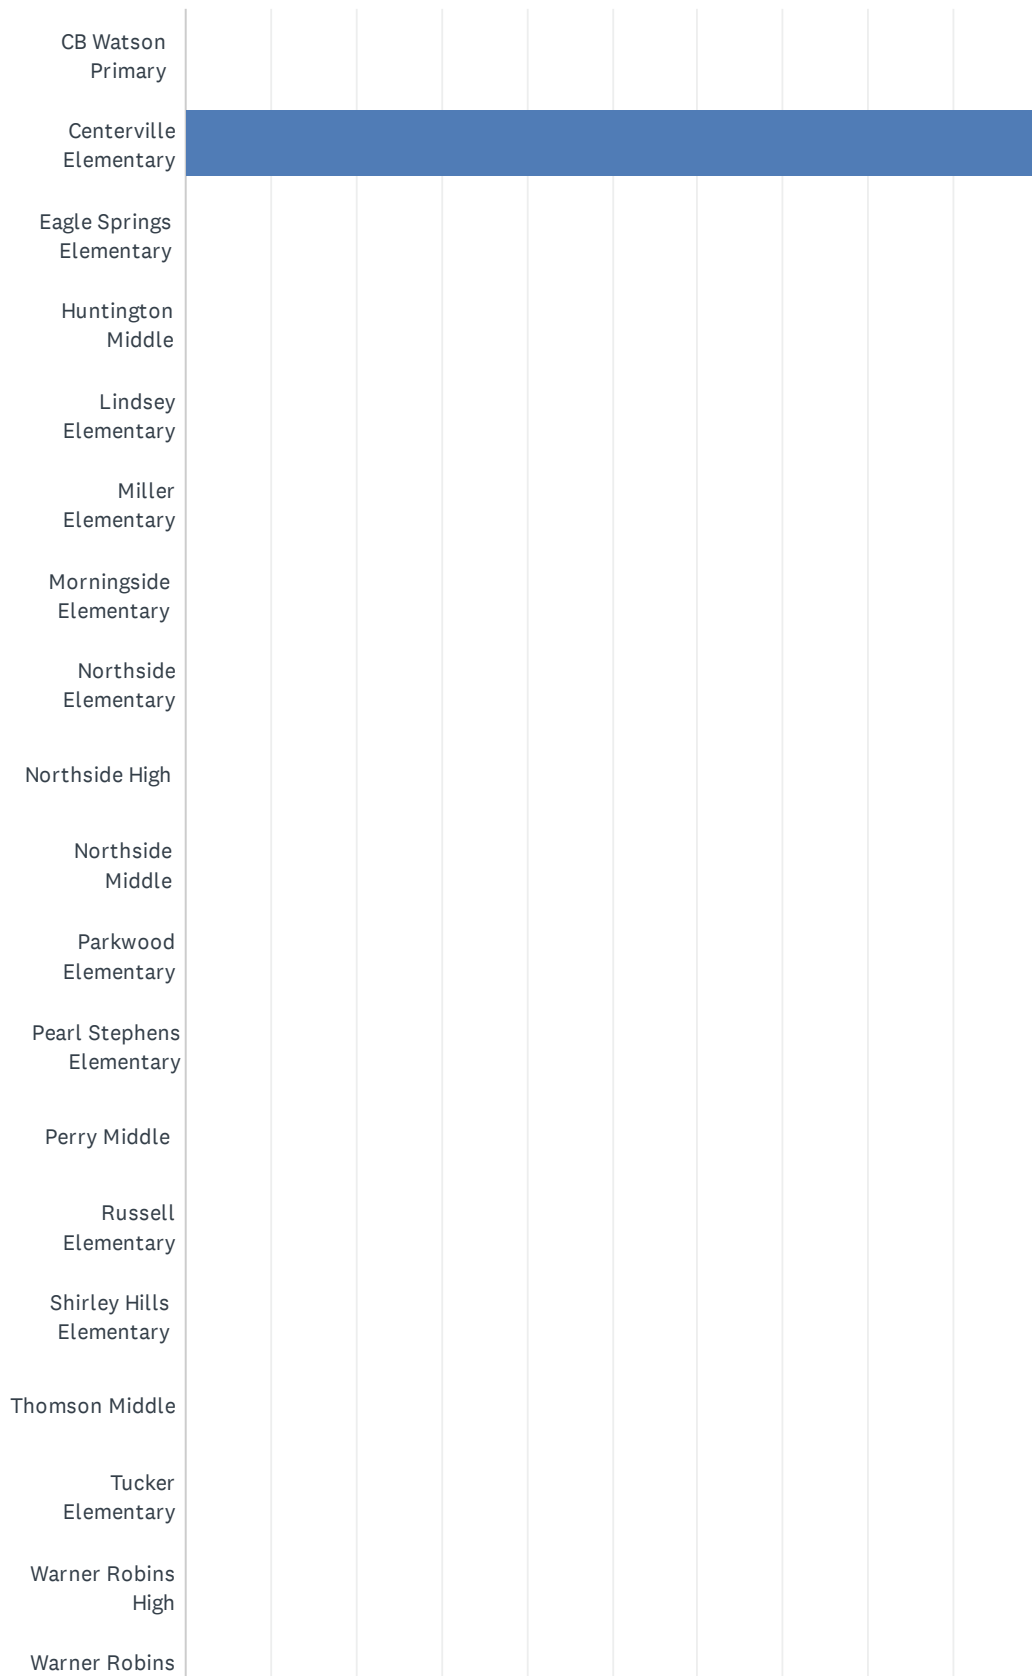 CB Watson
Primary
Centerville
Elementary
Eagle Springs
Elementary
Huntington
Middle
Lindsey
Elementary
Miller
Elementary
Morningside
Elementary
Northside
Elementary
Northside High
Northside
Middle
Parkwood
Elementary
Pearl Stephens
Elementary
Perry Middle
Russell
Elementary
Shirley Hills
Elementary
Thomson Middle
Tucker
Elementary
Warner Robins
High
Warner Robins